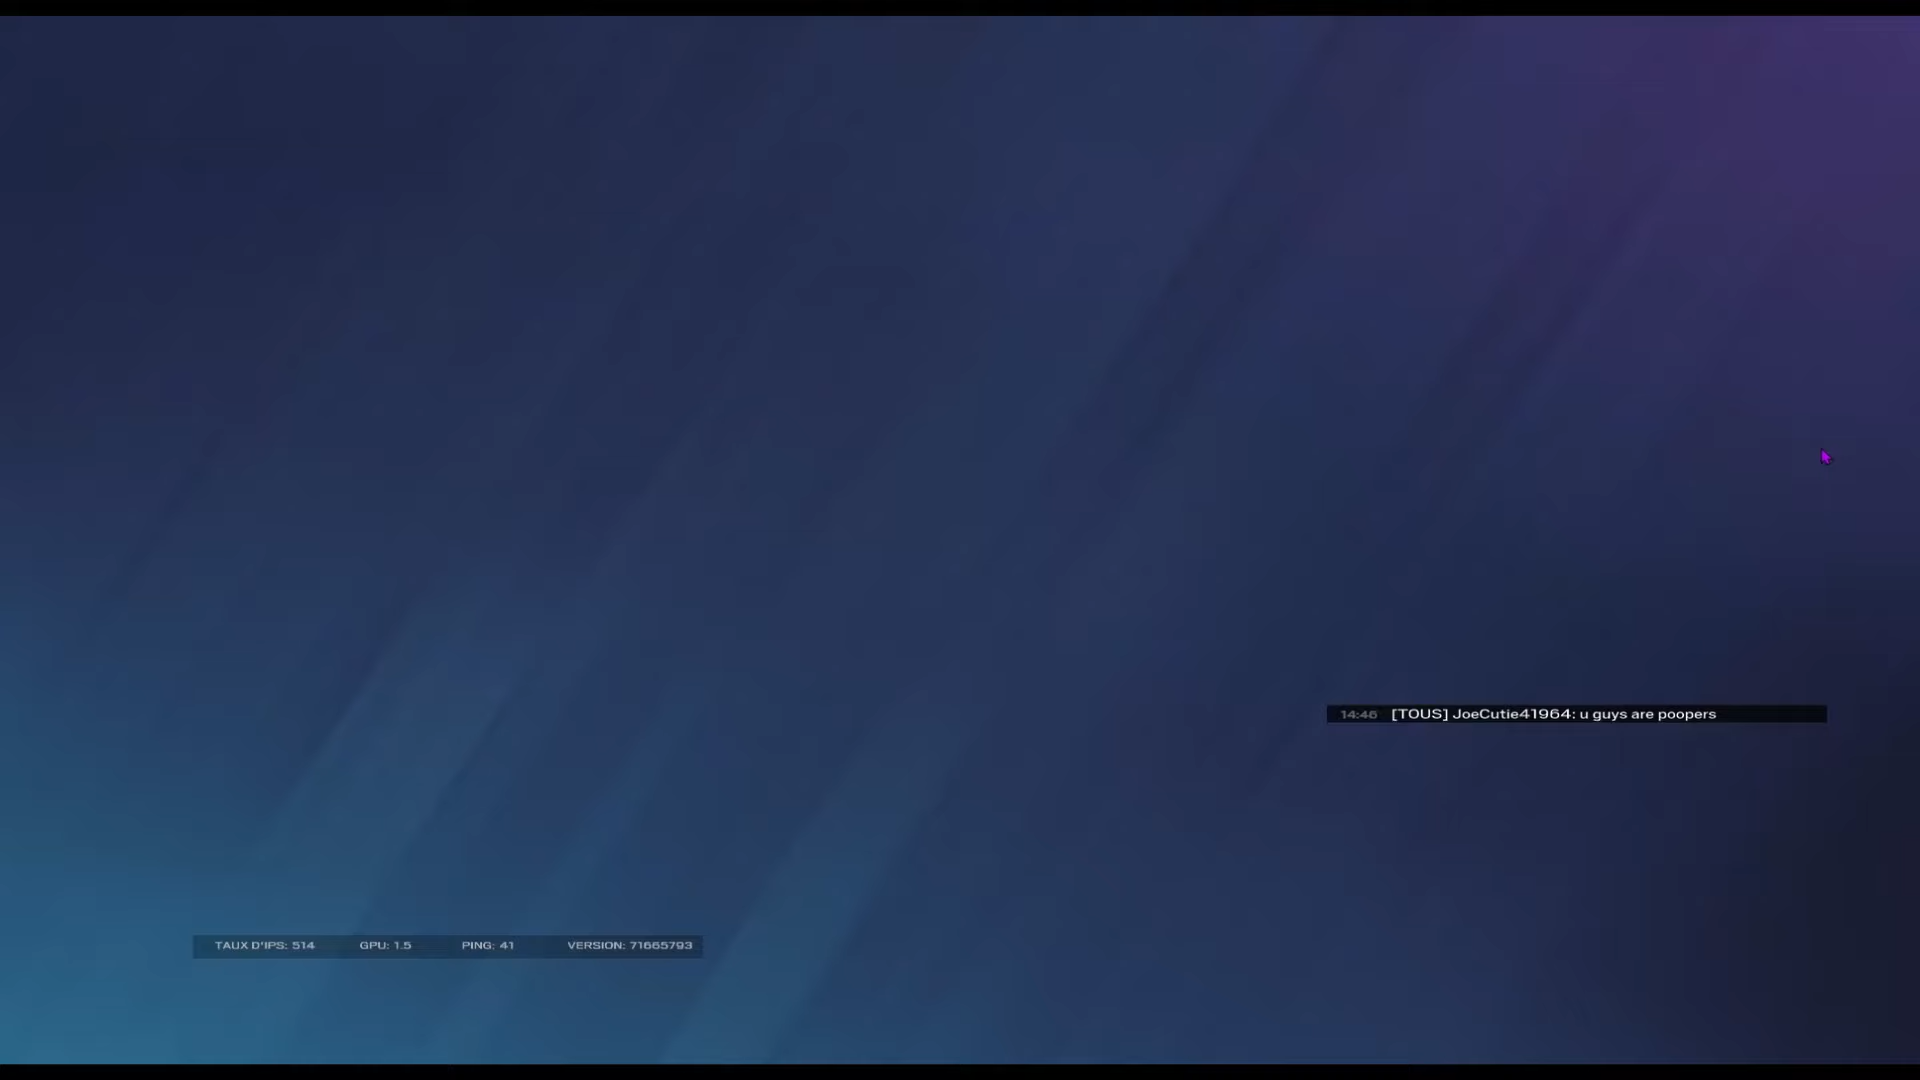 14:46 [TOUS] JoeCutie41964: u guys are poopers
TAUX D'IPS: 514 GPU: 1.5 PING: 41 VERSION: 71665793